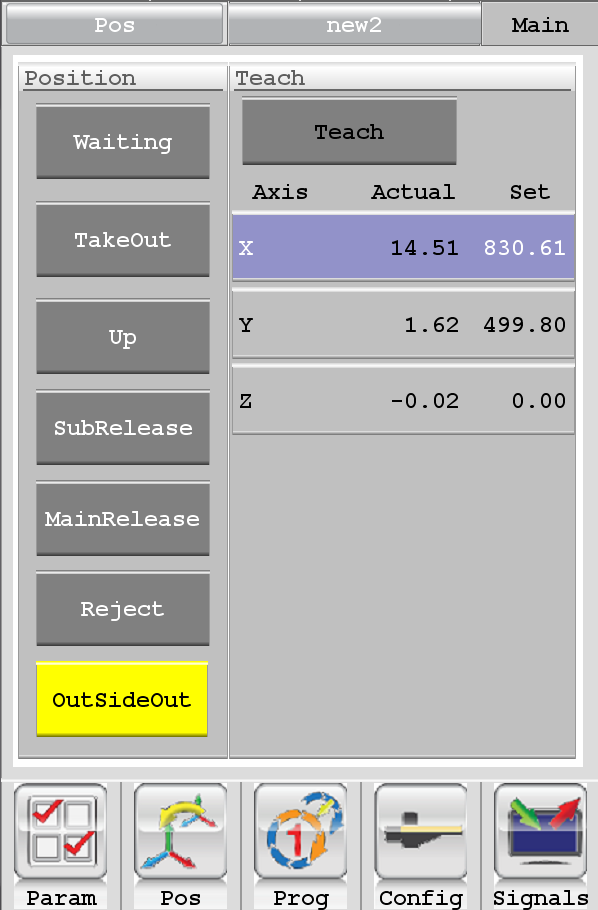 Pos new2 Main
Position
Teach
Waiting
TakeOut
Up
SubRelease
MainRelease
Reject
OutSideOut
Teach
Axis Actual Set
X 14.51 830.61
Y 1.62 499.80
Z -0.02 0.00
1
Param Pos Prog Config Signals